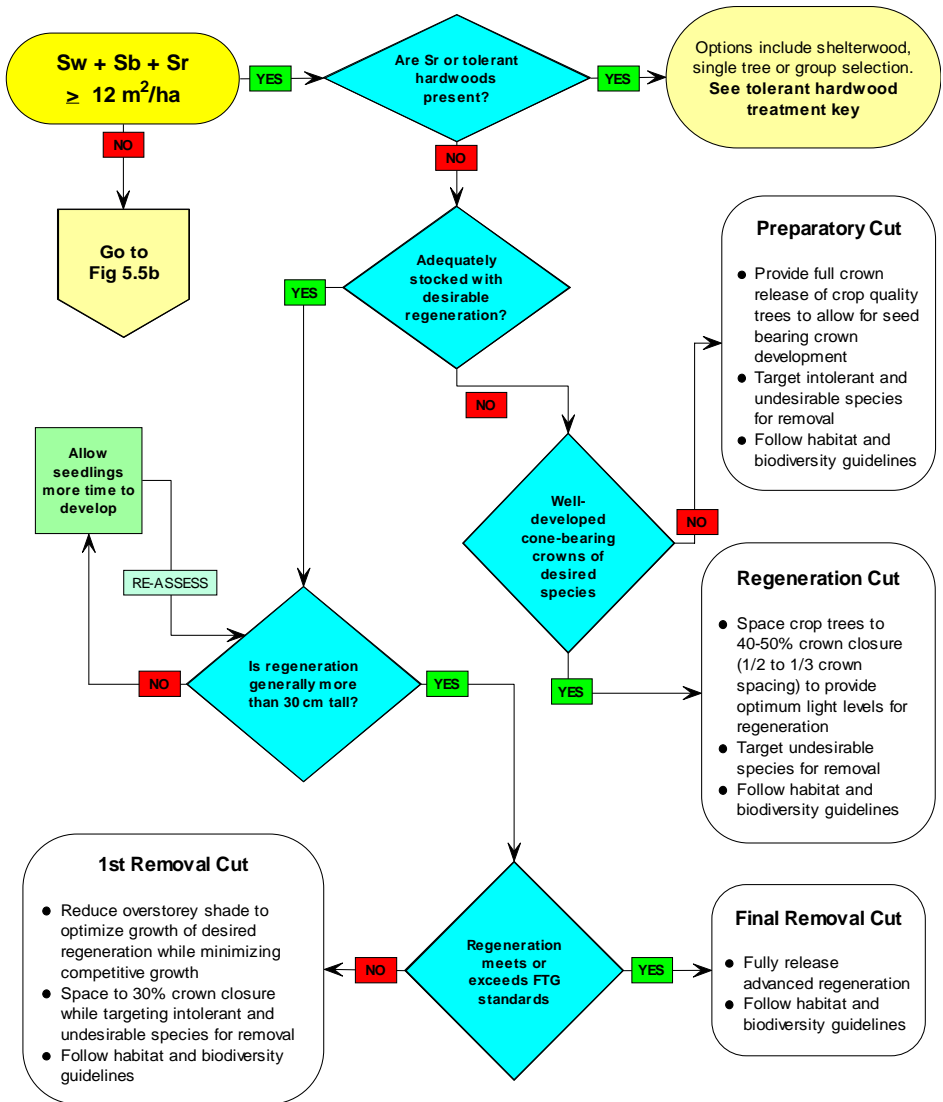 Sw + Sb + Sr
≥ 12 m²/ha
YES
Are Sr or tolerant
hardwoods
present?
YES
Options include shelterwood,
single tree or group selection.
See tolerant hardwood
treatment key
NO
Go to
Fig 5.5b
NO
Adequately
stocked with
desirable
regeneration?
YES
NO
Preparatory Cut
● Provide full crown
release of crop quality
trees to allow for seed
bearing crown
development
● Target intolerant and
undesirable species
for removal
● Follow habitat and
biodiversity guidelines
Allow
seedlings
more time to
develop
RE-ASSESS
Well-
developed
cone-bearing
crowns of
desired
species
NO
YES
Regeneration Cut
● Space crop trees to
40-50% crown closure
(1/2 to 1/3 crown
spacing) to provide
optimum light levels for
regeneration
● Target undesirable
species for removal
● Follow habitat and
biodiversity guidelines
Is regeneration
generally more
than 30 cm tall?
NO
YES
1st Removal Cut
● Reduce overstorey shade to
optimize growth of desired
regeneration while minimizing
competitive growth
● Space to 30% crown closure
while targeting intolerant and
undesirable species for removal
● Follow habitat and biodiversity
guidelines
NO
Regeneration
meets or
exceeds FTG
standards
YES
Final Removal Cut
● Fully release
advanced regeneration
● Follow habitat and
biodiversity guidelines